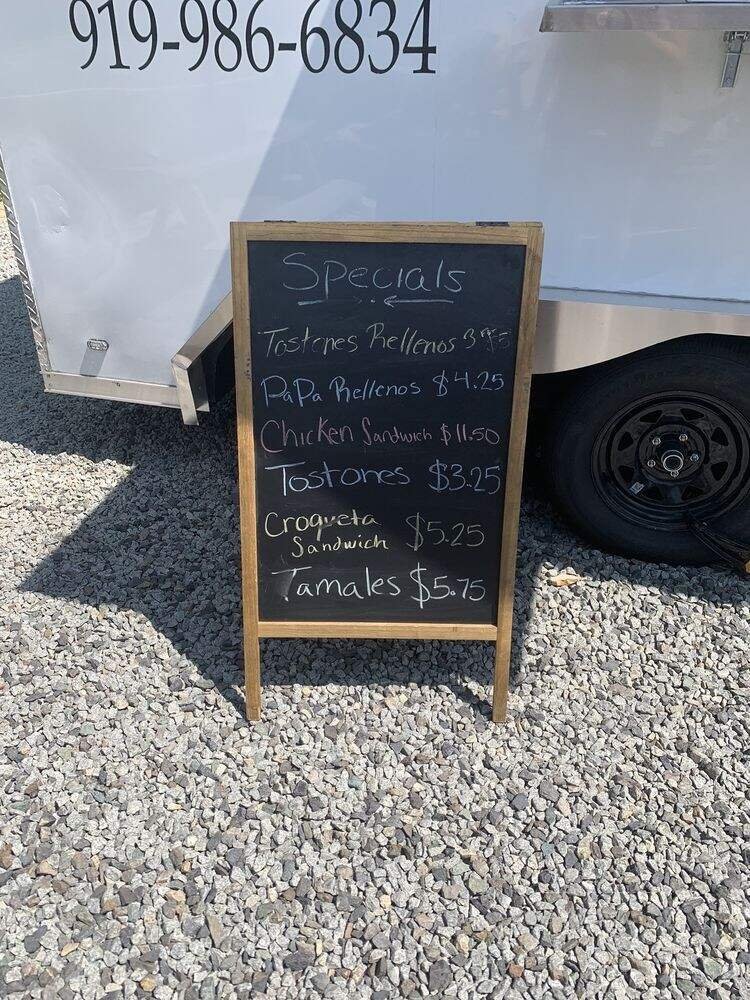 919-986-6834
Specials
Tostones Rellenos
PaPa Rellenos $4.25
Chicken Sandwich $11.50
Tostones $3.25
Croqueta
Sandwich $5.25
Tamales $5.75